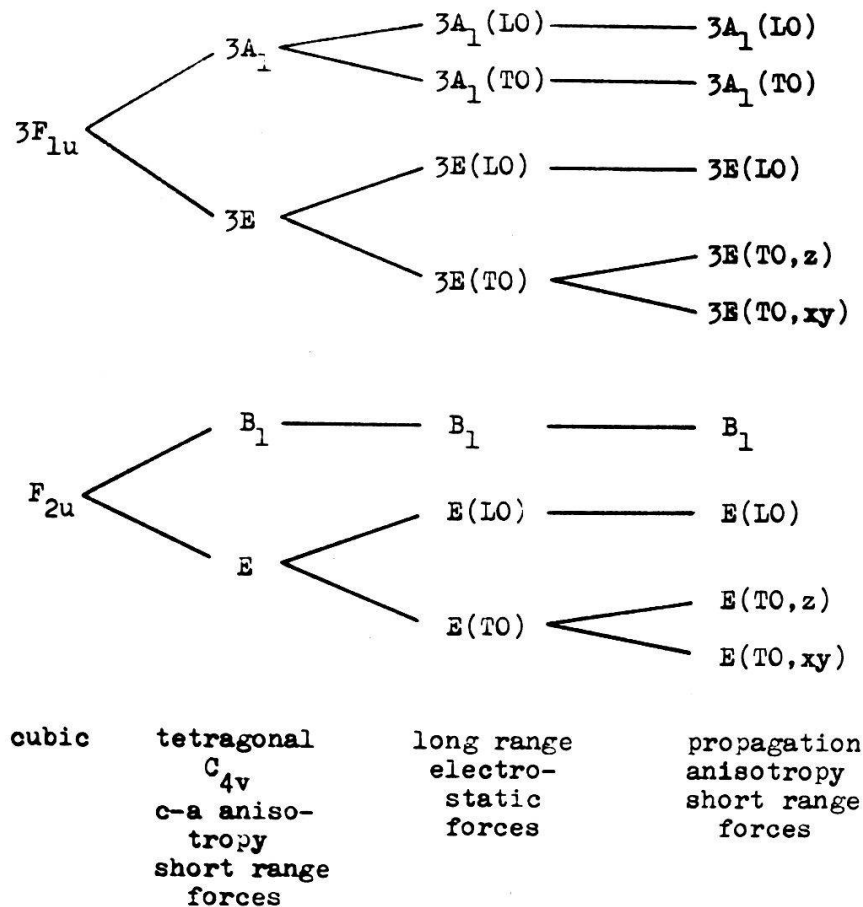 3A₁(LO) 3A₁(LO)
3A₁
3A₁(TO) 3A₁(TO)
3F₁ᵤ
3E(LO) 3E(LO)
3E
3E(TO) 3E(TO,z)
3E(TO,xy)
B₁ B₁ B₁
F₂ᵤ
E(LO) E(LO)
E
E(TO) E(TO,z)
E(TO,xy)
cubic
tetragonal
C₄ᵥ
c-a aniso-
tropy
short range
forces
long range
electro-
static
forces
propagation
anisotropy
short range
forces